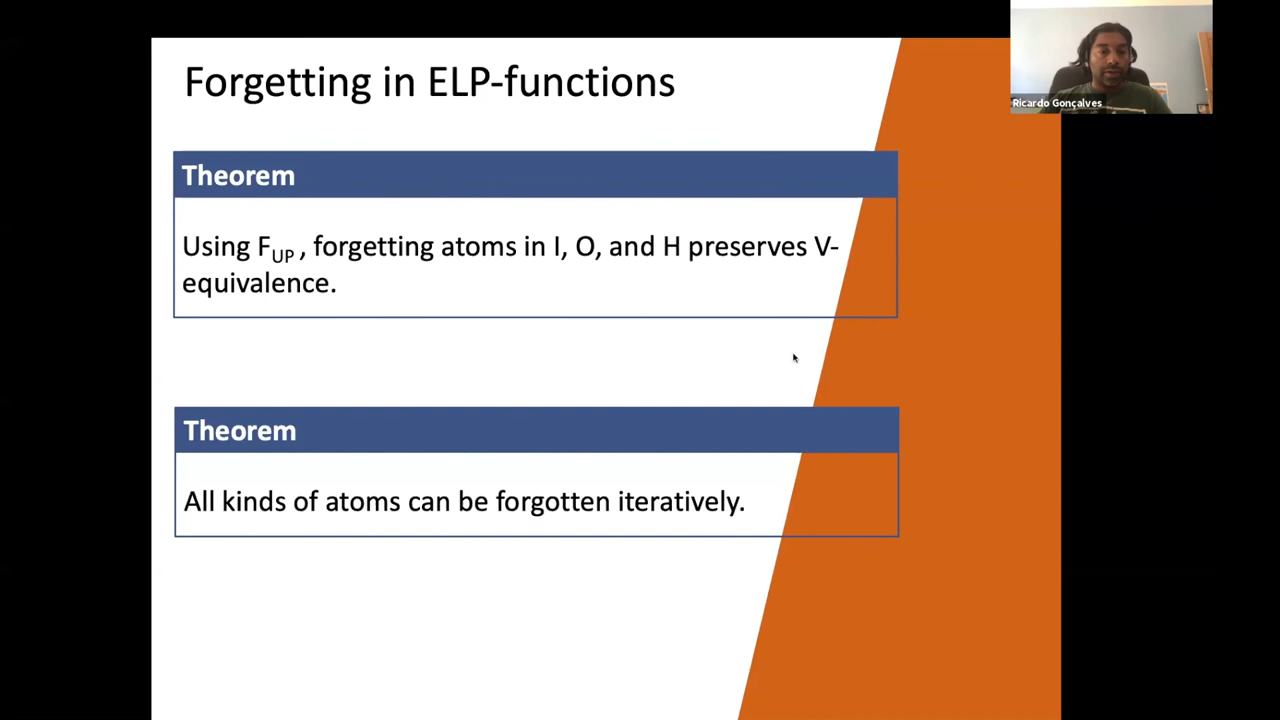 Forgetting in ELP-functions
Ricardo Gonçalves
Theorem
Using F_UP , forgetting atoms in I, O, and H preserves V-
equivalence.
Theorem
All kinds of atoms can be forgotten iteratively.